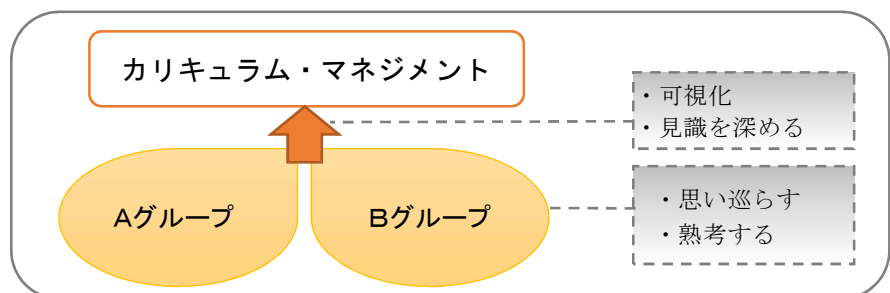 カリキュラム・マネジメント
・可視化
・見識を深める
Aグループ
Bグループ
・思い巡らす
・熟考する